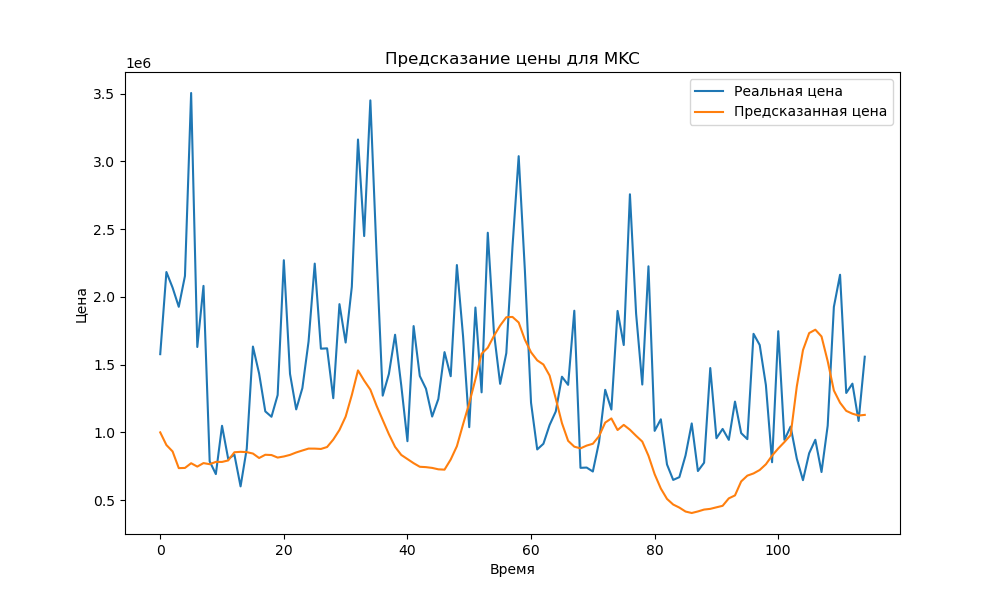 Предсказание цены для MKC
1e6
Реальная цена
Предсказанная цена
3.5
3.0
2.5
2.0
1.5
1.0
0.5
Цена
0 20 40 60 80 100
Время